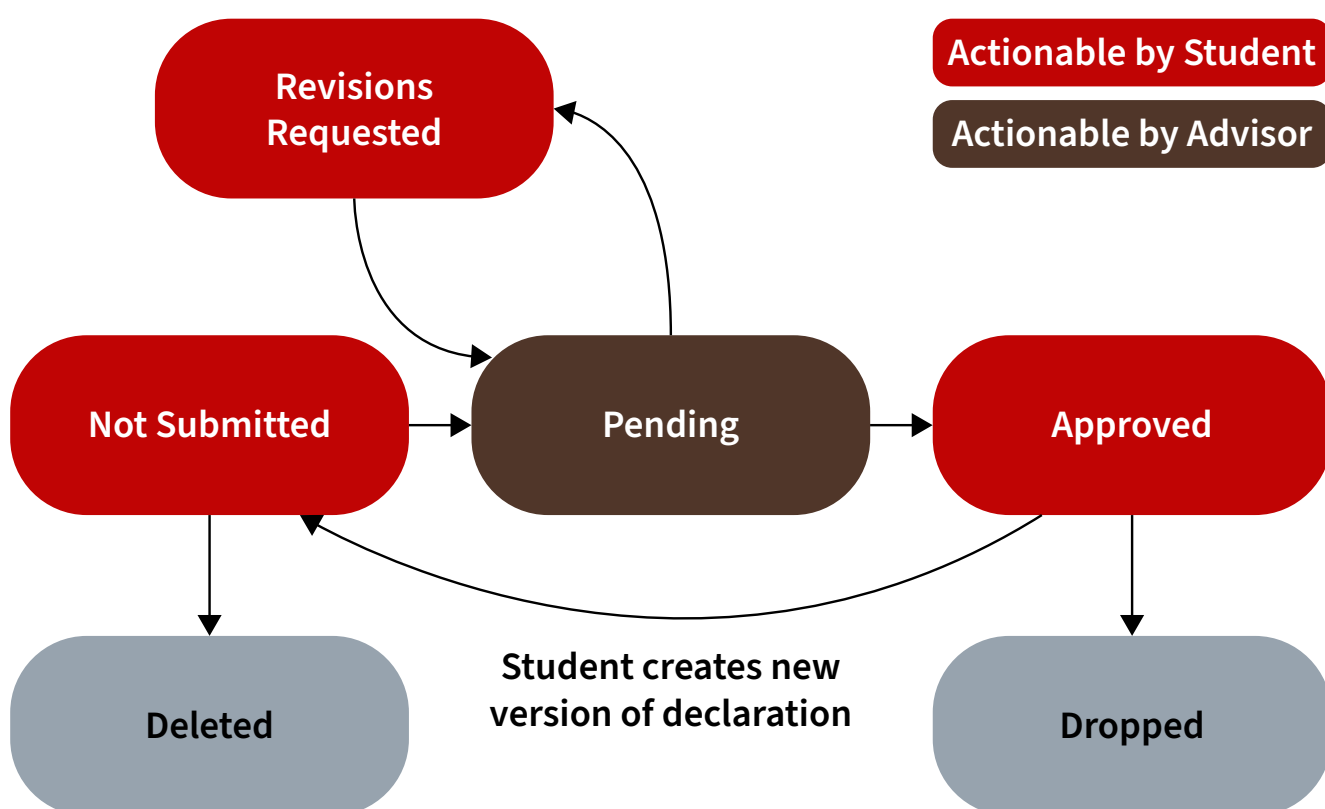 Revisions
Requested
Actionable by Student
Actionable by Advisor
Not Submitted
Pending
Approved
Student creates new
version of declaration
Deleted
Dropped